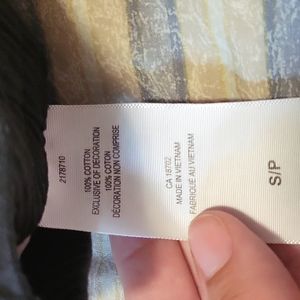 2178710
100% COTTON
EXCLUSIVE OF DECORATION
100% COTON
DÉCORATION NON COMPRISE
CA 18702
MADE IN VIETNAM
FABRIQUÉ AU VIETNAM
S/P